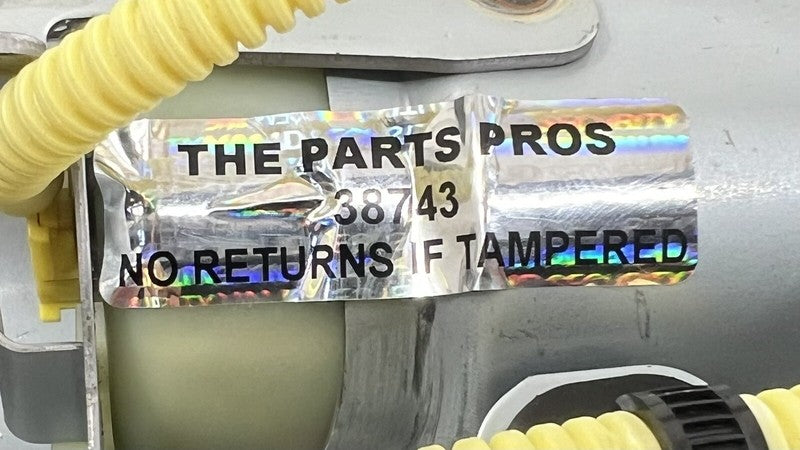 THE PARTS PROS
38743
NO RETURNS IF TAMPERED